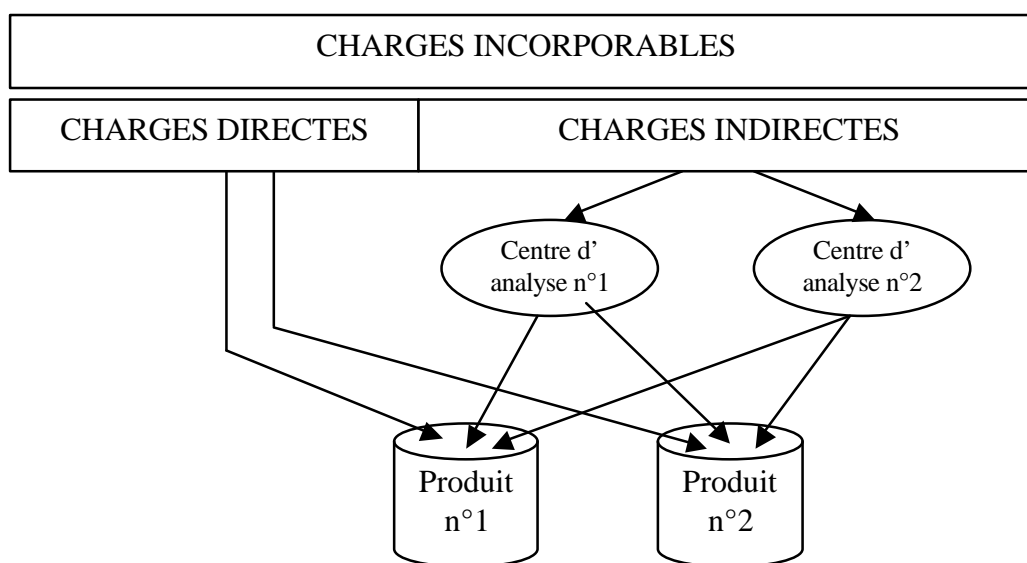 CHARGES INCORPORABLES
CHARGES DIRECTES
CHARGES INDIRECTES
Centre d’
analyse n°1
Centre d’
analyse n°2
Produit
n°1
Produit
n°2